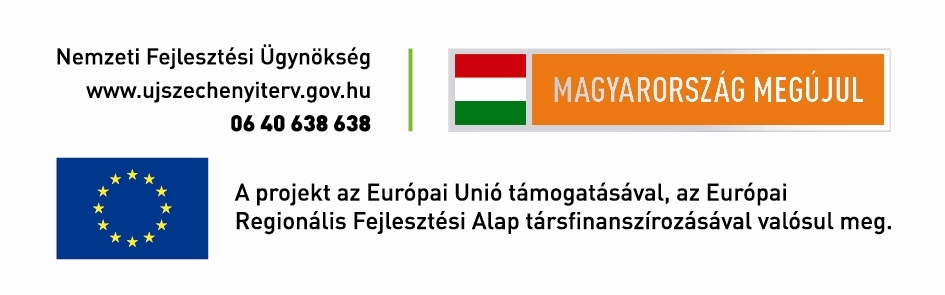 Nemzeti Fejlesztési Ügynökség
www.ujszechenyiterv.gov.hu
06 40 638 638
MAGYARORSZÁG MEGÚJUL
A projekt az Európai Unió támogatásával, az Európai
Regionális Fejlesztési Alap társfinanszírozásával valósul meg.